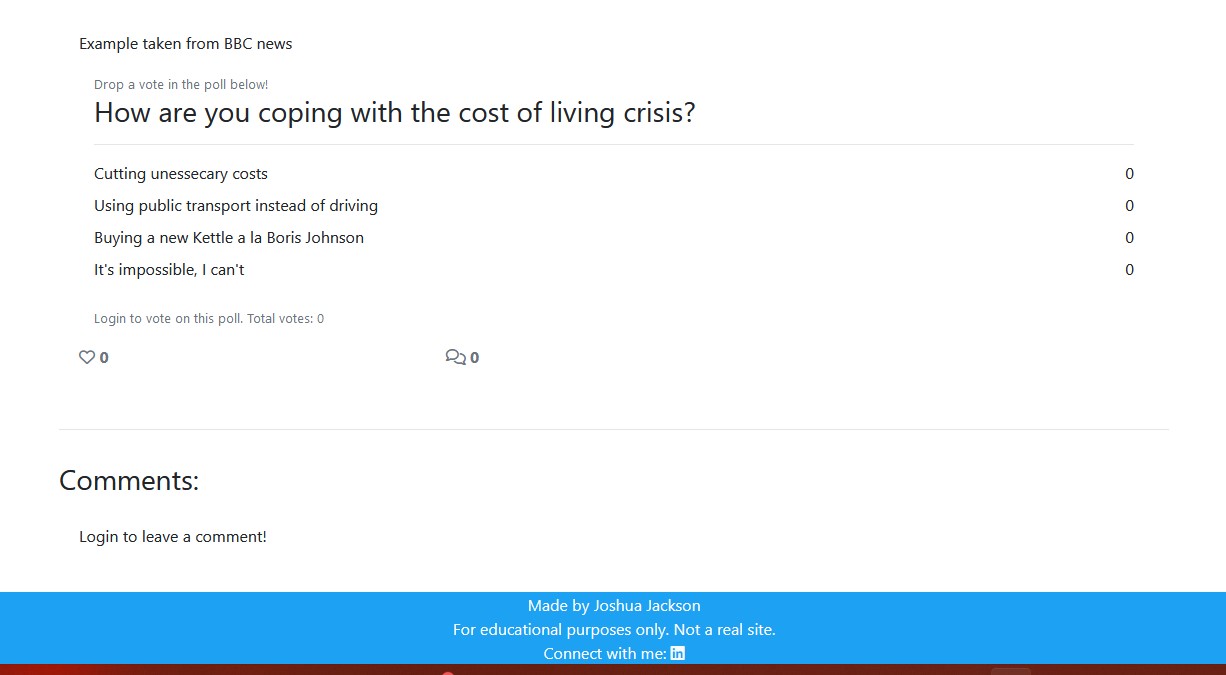 Example taken from BBC news
Drop a vote in the poll below!
How are you coping with the cost of living crisis?
Cutting unessecary costs 0
Using public transport instead of driving 0
Buying a new Kettle a la Boris Johnson 0
It's impossible, I can't 0
Login to vote on this poll. Total votes: 0
0 0
Comments:
Login to leave a comment!
Made by Joshua Jackson
For educational purposes only. Not a real site.
Connect with me: in